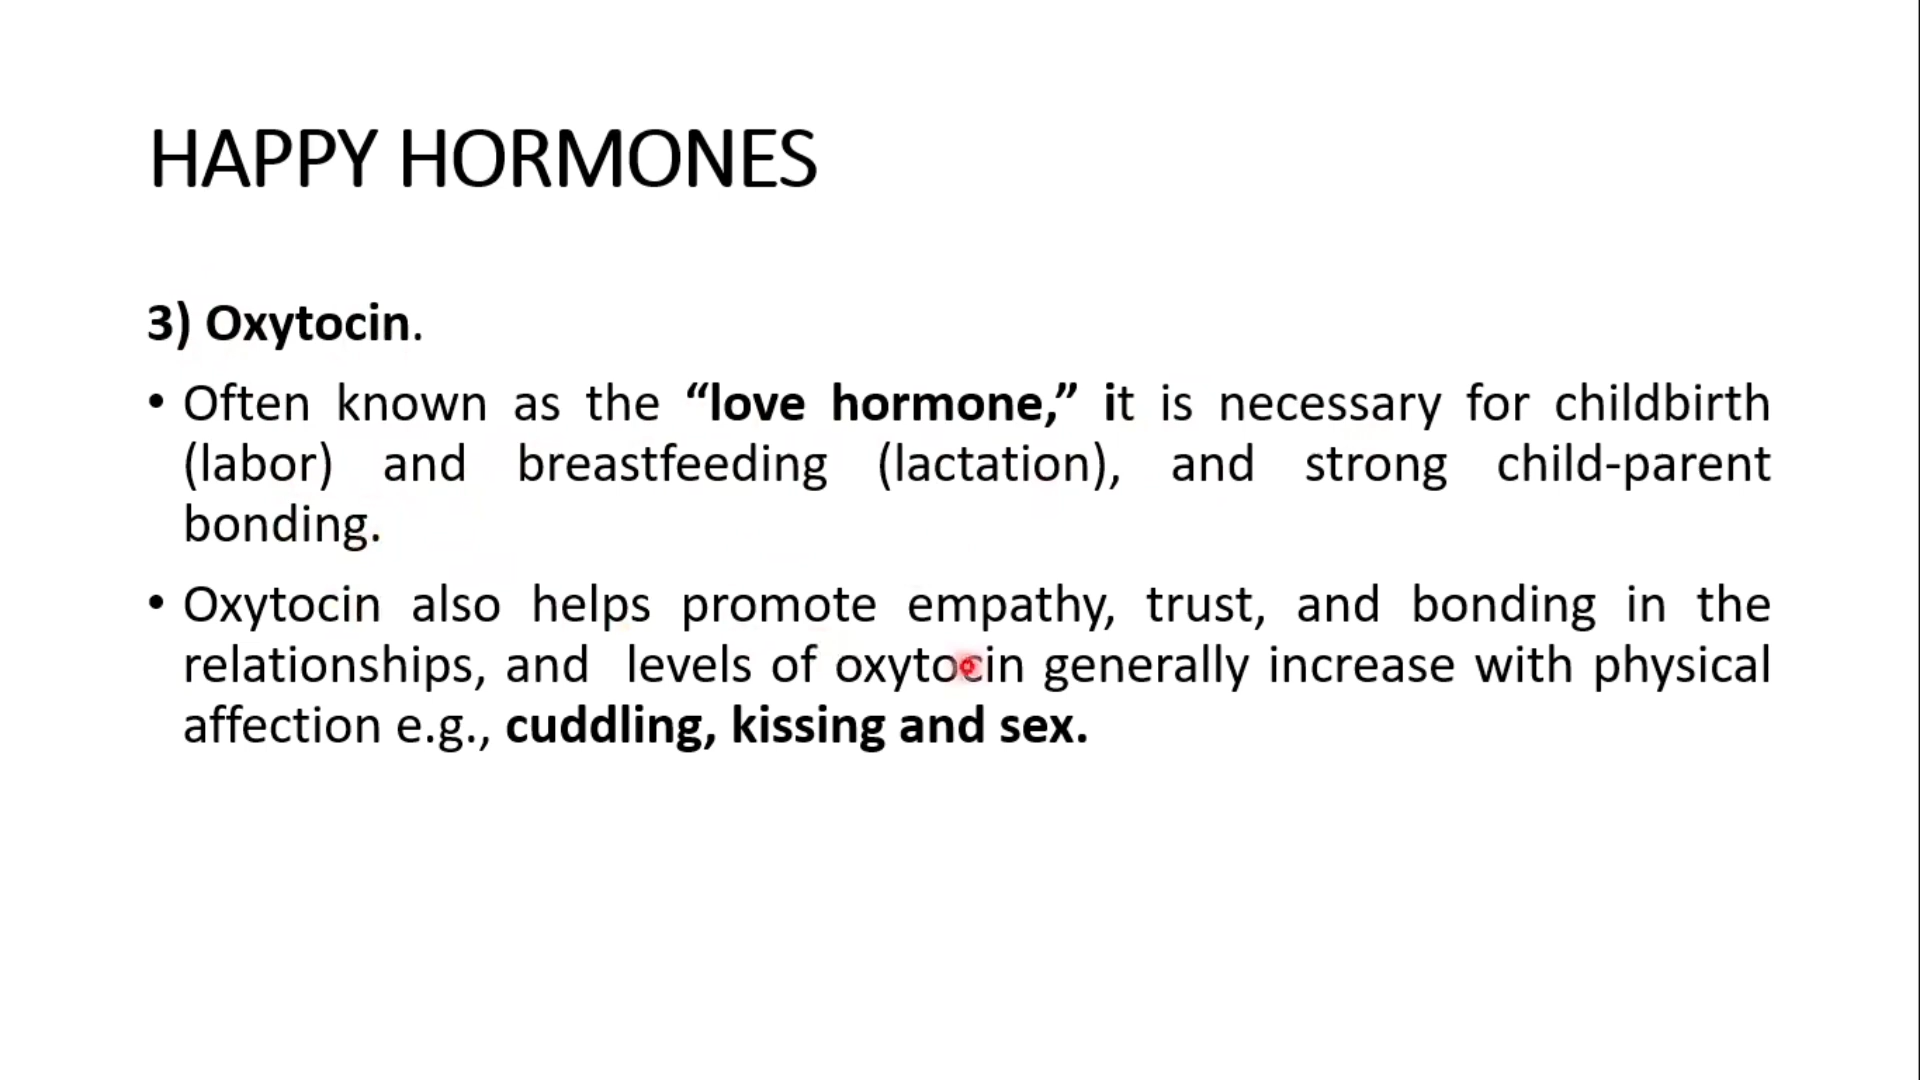 HAPPY HORMONES
3) Oxytocin.
• Often known as the “love hormone,” it is necessary for childbirth
(labor) and breastfeeding (lactation), and strong child-parent
bonding.
• Oxytocin also helps promote empathy, trust, and bonding in the
relationships, and levels of oxytocin generally increase with physical
affection e.g., cuddling, kissing and sex.